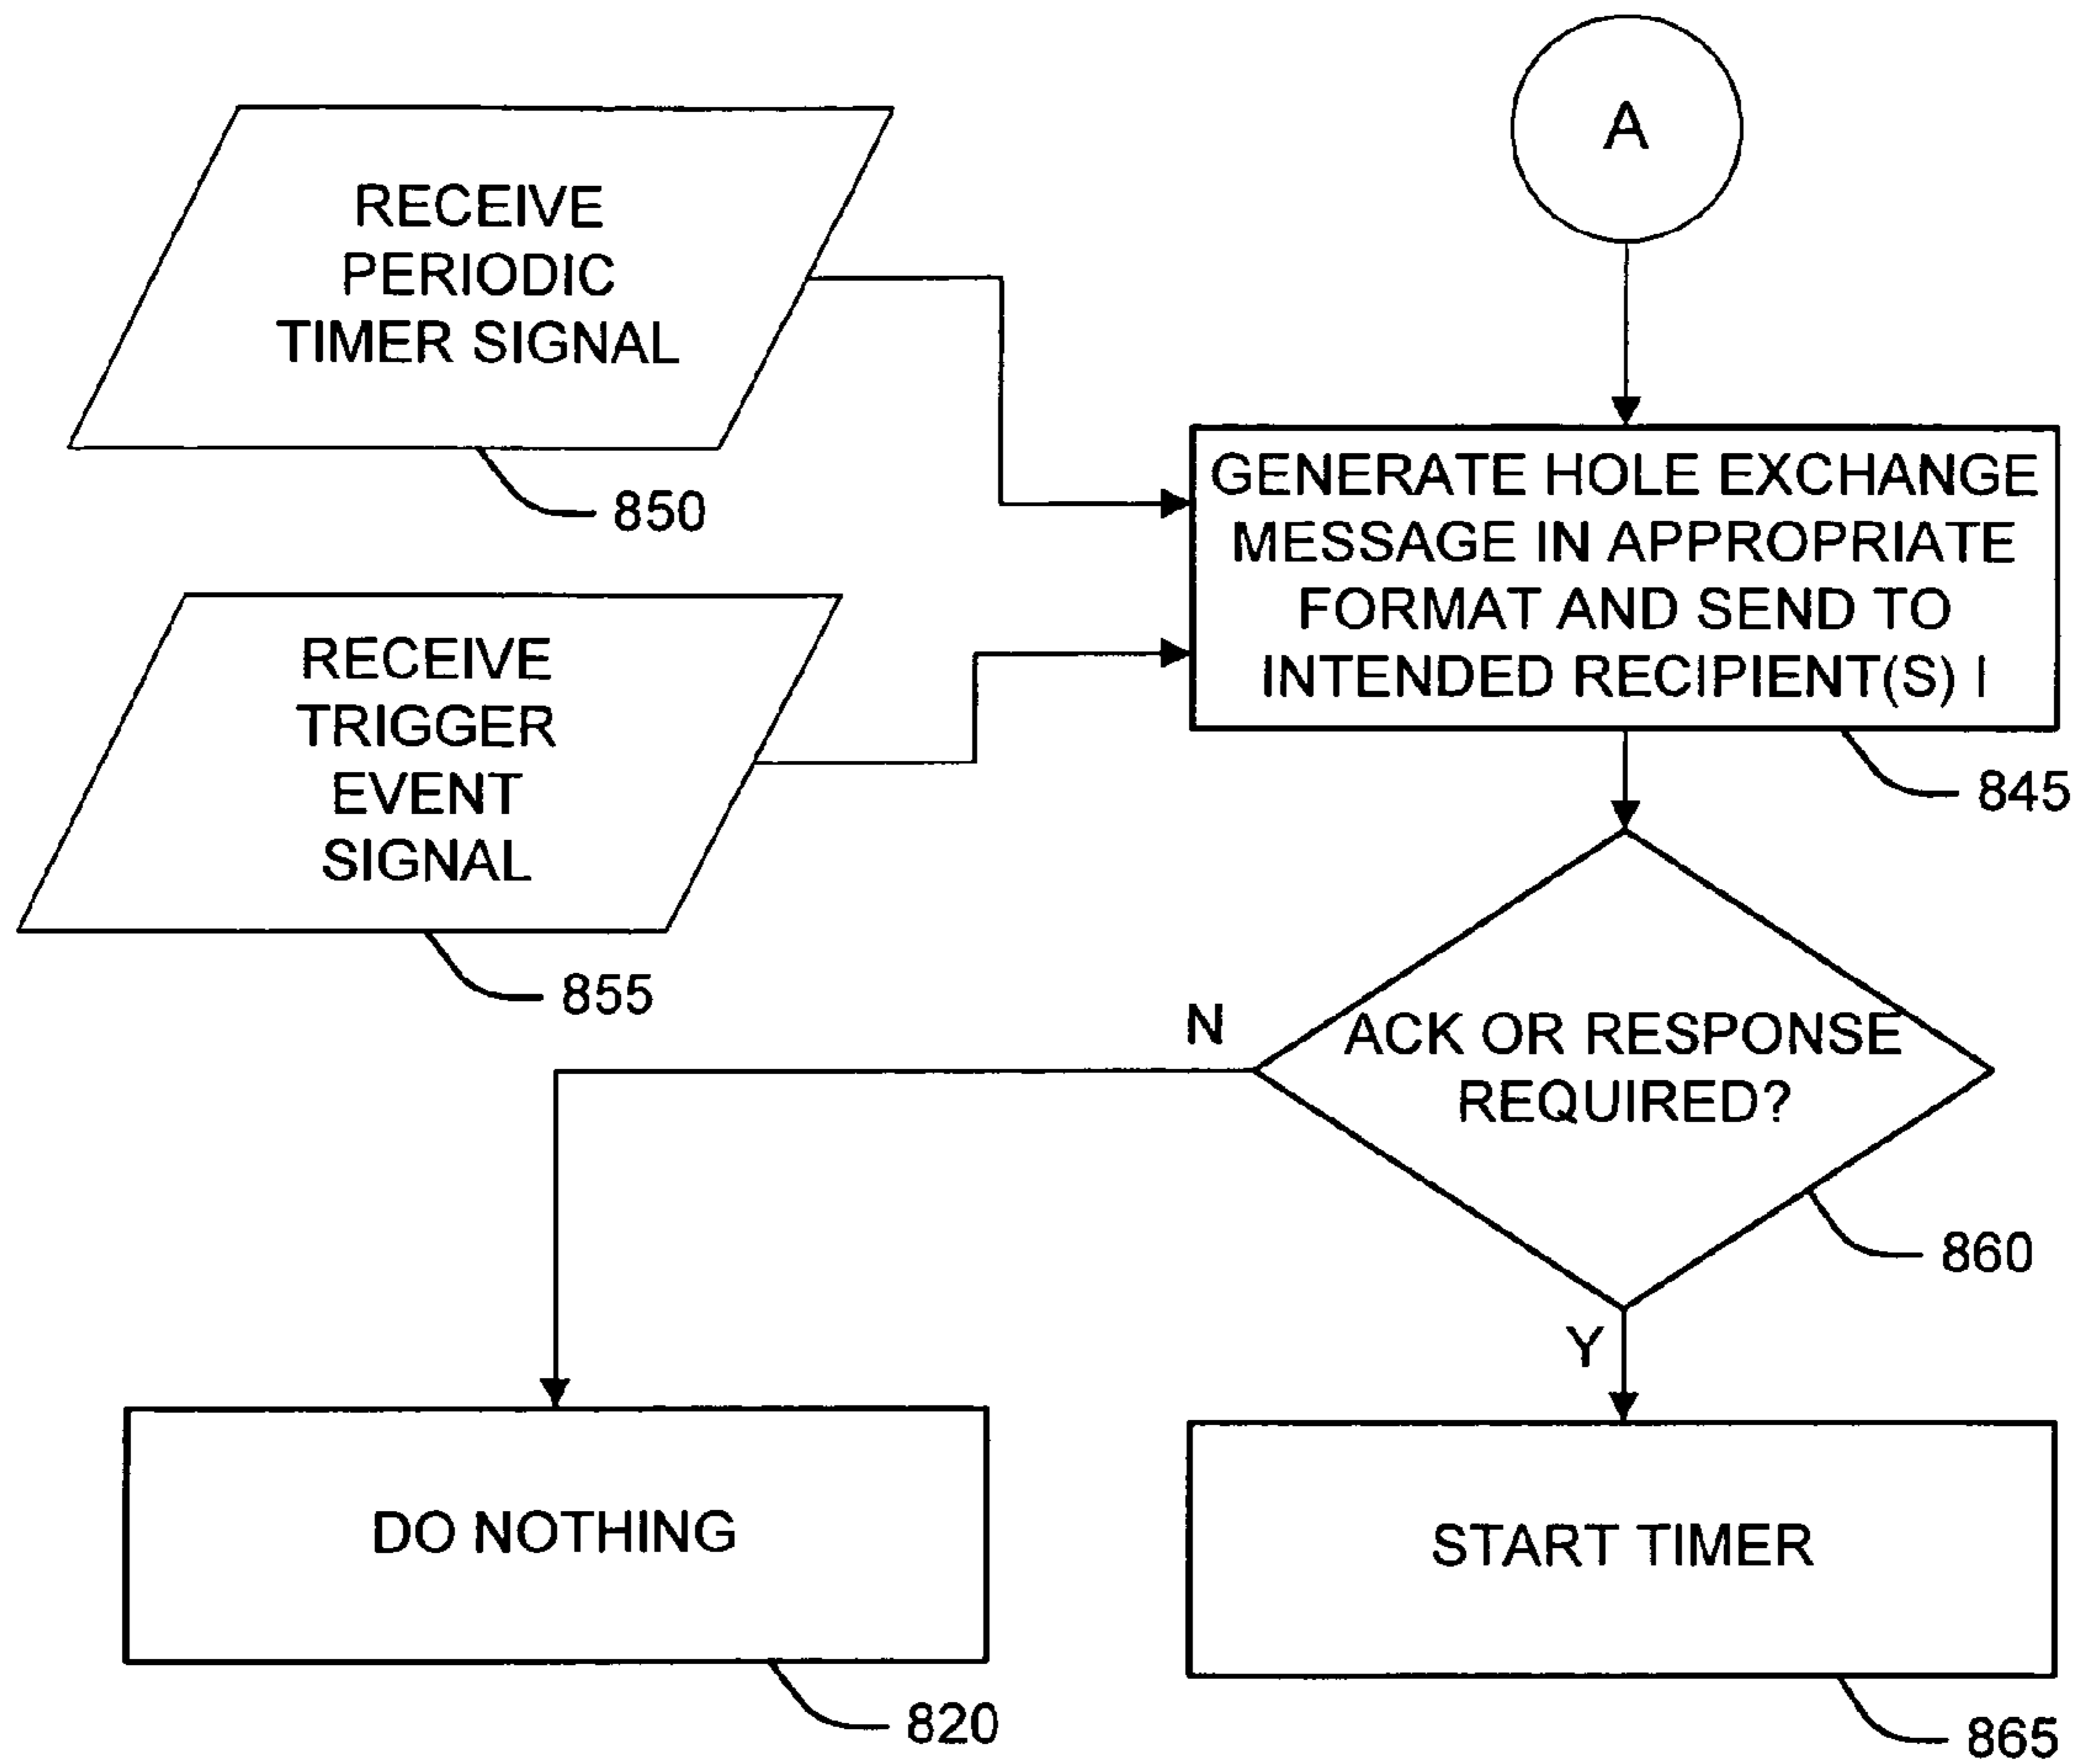 A
RECEIVE
PERIODIC
TIMER SIGNAL
850
GENERATE HOLE EXCHANGE
MESSAGE IN APPROPRIATE
FORMAT AND SEND TO
INTENDED RECIPIENT(S) I
845
RECEIVE
TRIGGER
EVENT
SIGNAL
855
N
ACK OR RESPONSE
REQUIRED?
860
Y
DO NOTHING
820
START TIMER
865